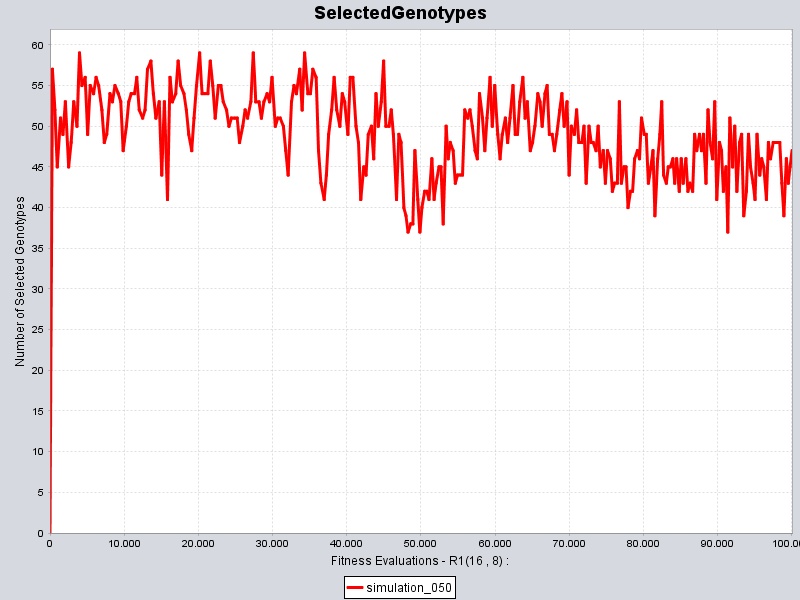 SelectedGenotypes
Number of Selected Genotypes
60
55
50
45
40
35
30
25
20
15
10
5
0
0 10.000 20.000 30.000 40.000 50.000 60.000 70.000 80.000 90.000 100.00
Fitness Evaluations - R1(16 , 8) :
simulation_050